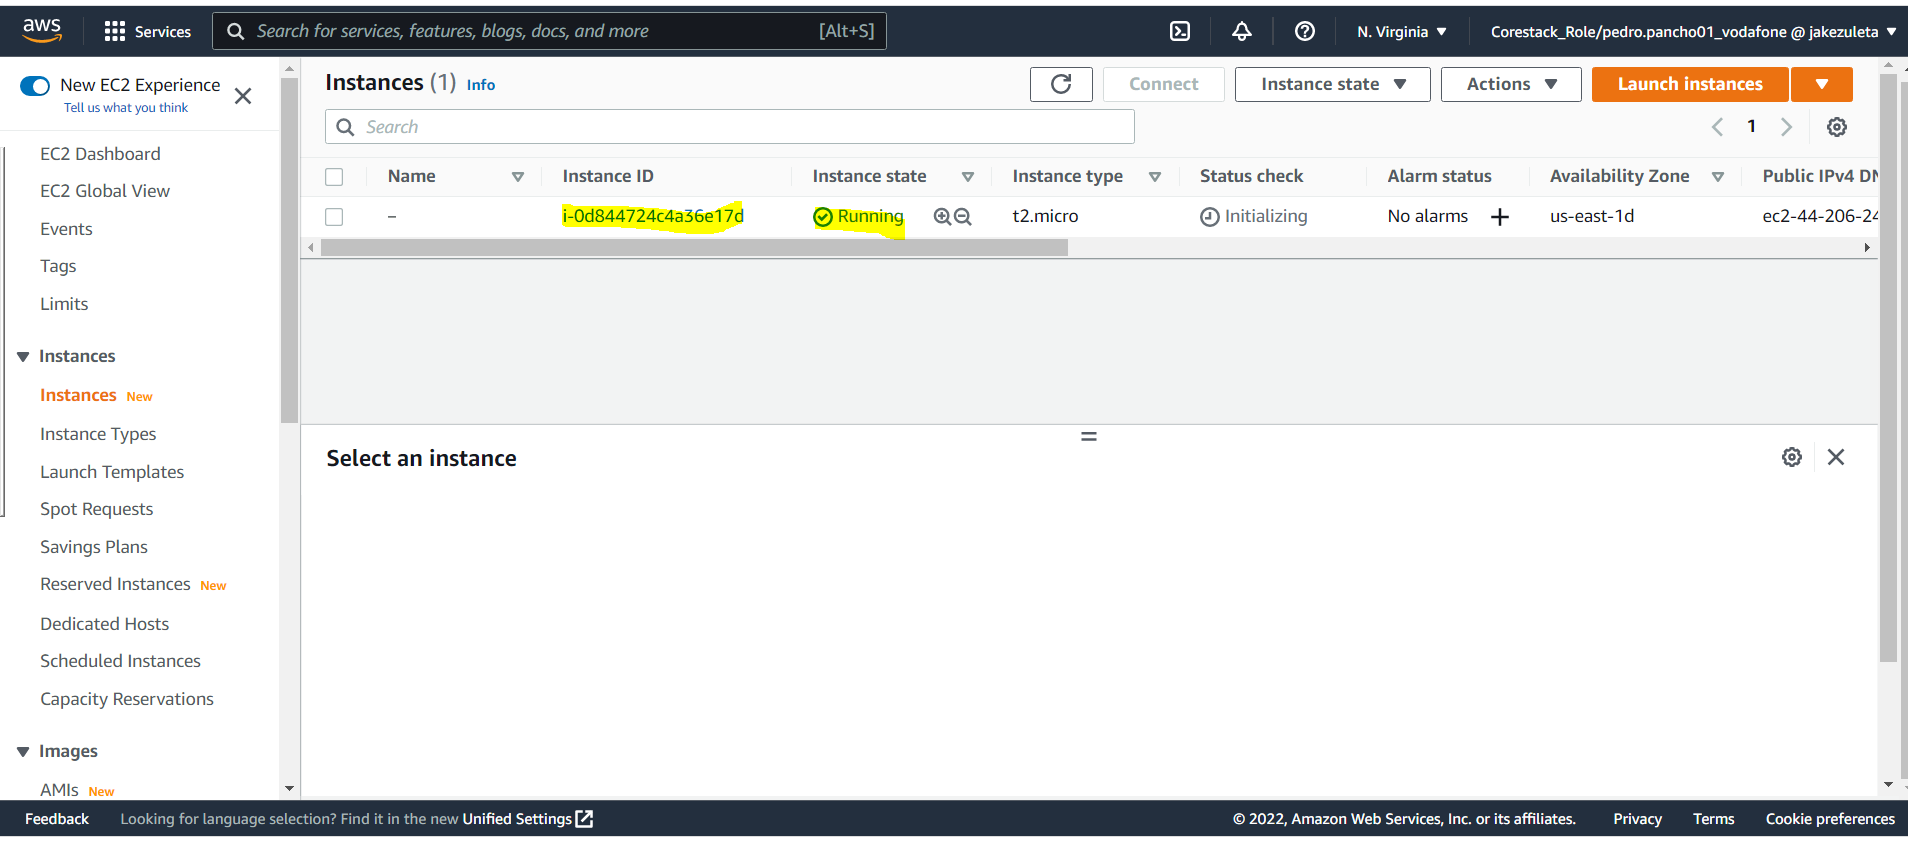 aws
Services
Search for services, features, blogs, docs, and more [Alt+S]
N. Virginia
Corestack_Role/pedro.pancho01_vodafone @ jakezuleta
New EC2 Experience
Tell us what you think
EC2 Dashboard
EC2 Global View
Events
Tags
Limits
Instances
Instances New
Instance Types
Launch Templates
Spot Requests
Savings Plans
Reserved Instances New
Dedicated Hosts
Scheduled Instances
Capacity Reservations
Images
AMIs New
Instances (1) Info
Connect
Instance state
Actions
Launch instances
Search
1
Name Instance ID Instance state Instance type Status check Alarm status Availability Zone Public IPv4 DN
– i-0d844724c4a36e17d Running t2.micro Initializing No alarms us-east-1d ec2-44-206-24
Select an instance
Feedback Looking for language selection? Find it in the new Unified Settings © 2022, Amazon Web Services, Inc. or its affiliates. Privacy Terms Cookie preferences